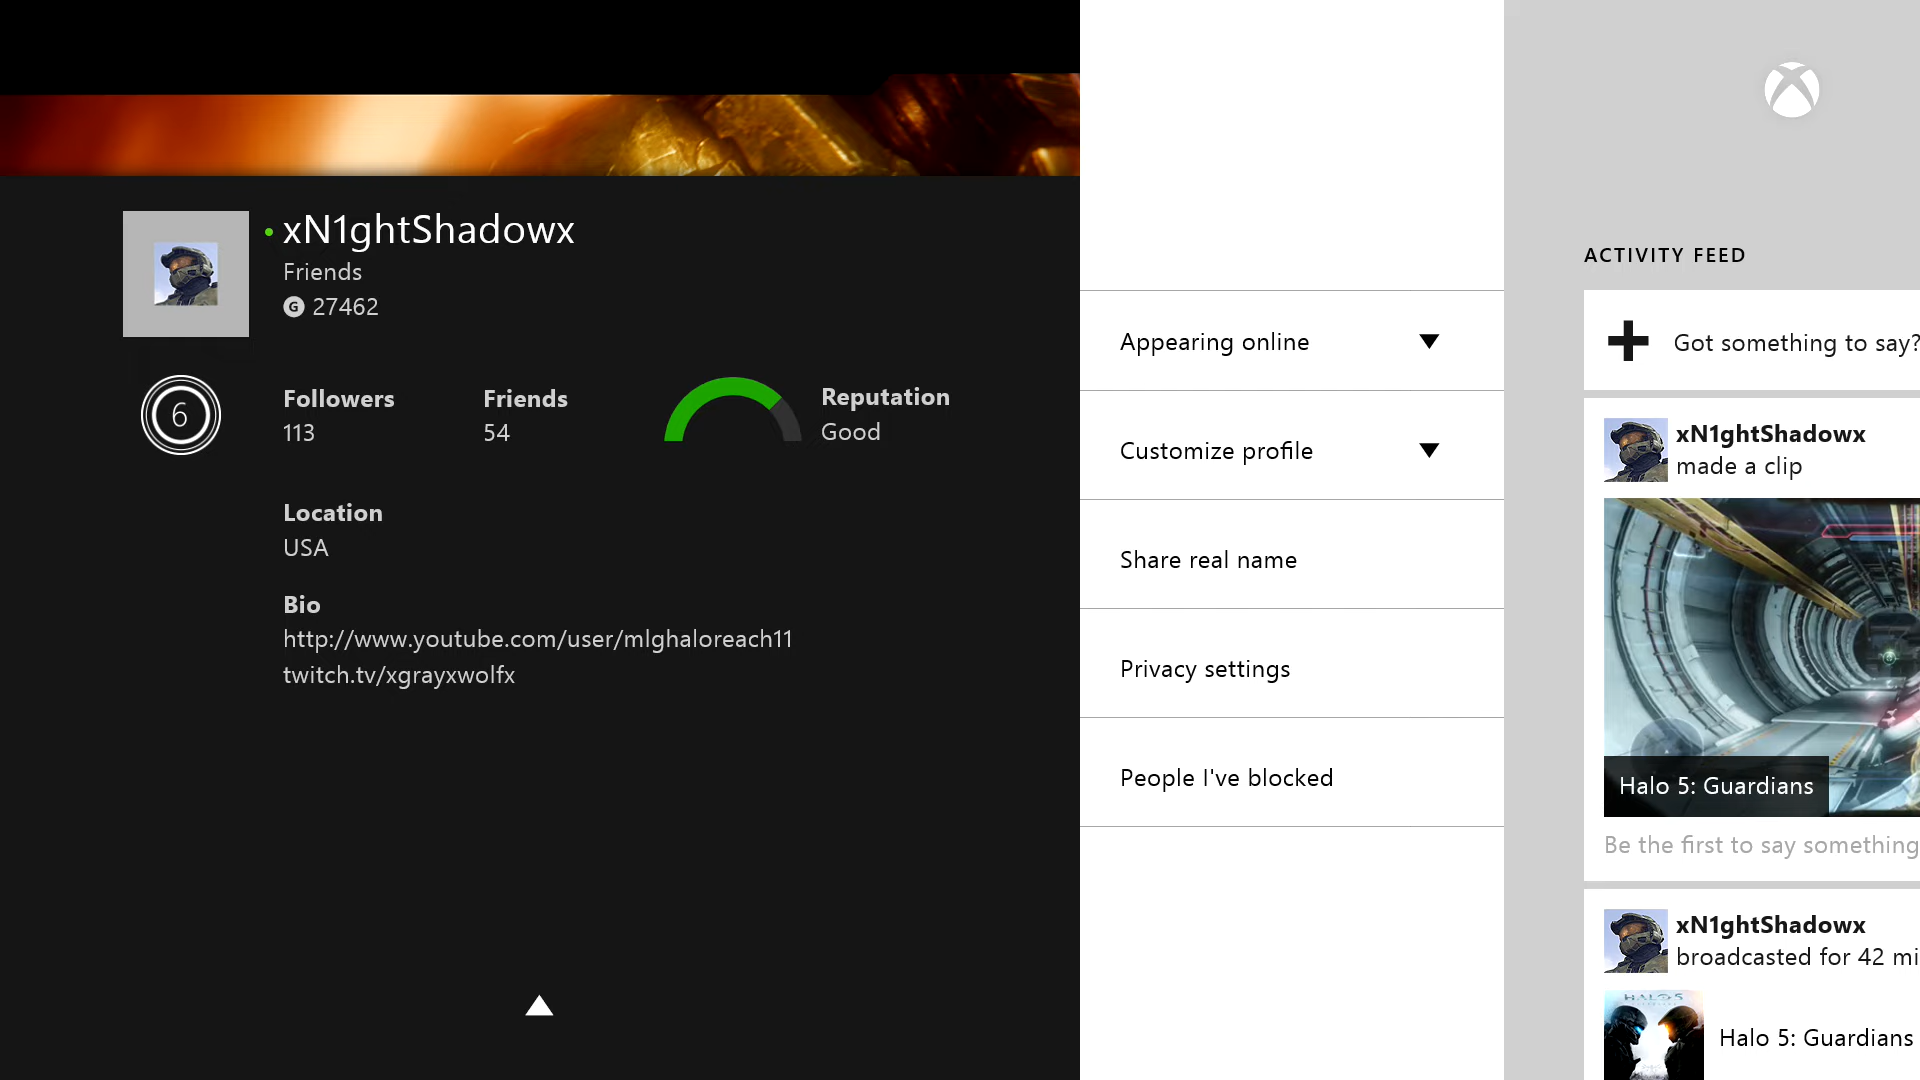 xN1ghtShadowx
Friends
G 27462
6
Followers
113
Friends
54
Reputation
Good
Location
USA
Bio
http://www.youtube.com/user/mlghaloreach11
twitch.tv/xgrayxwolfx
Appearing online
Customize profile
Share real name
Privacy settings
People I've blocked
ACTIVITY FEED
Got something to say?
xN1ghtShadowx
made a clip
Halo 5: Guardians
Be the first to say something
xN1ghtShadowx
broadcasted for 42 mi
HALO 5
Halo 5: Guardians